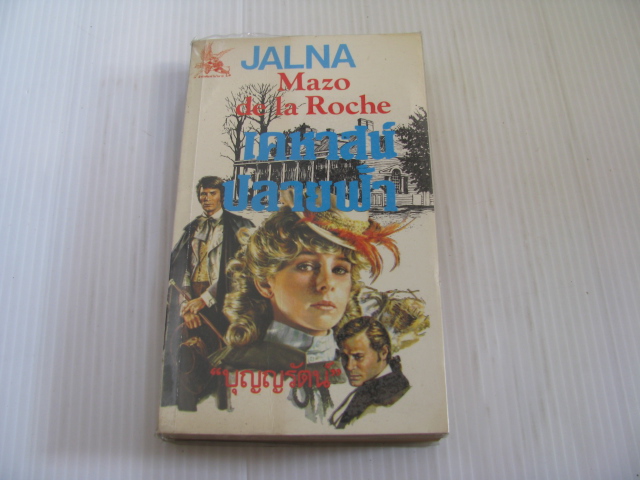 JALNA
Mazo
de la Roche
เคหาสน์
ปลายฟ้า
“บุญญรัตน์”